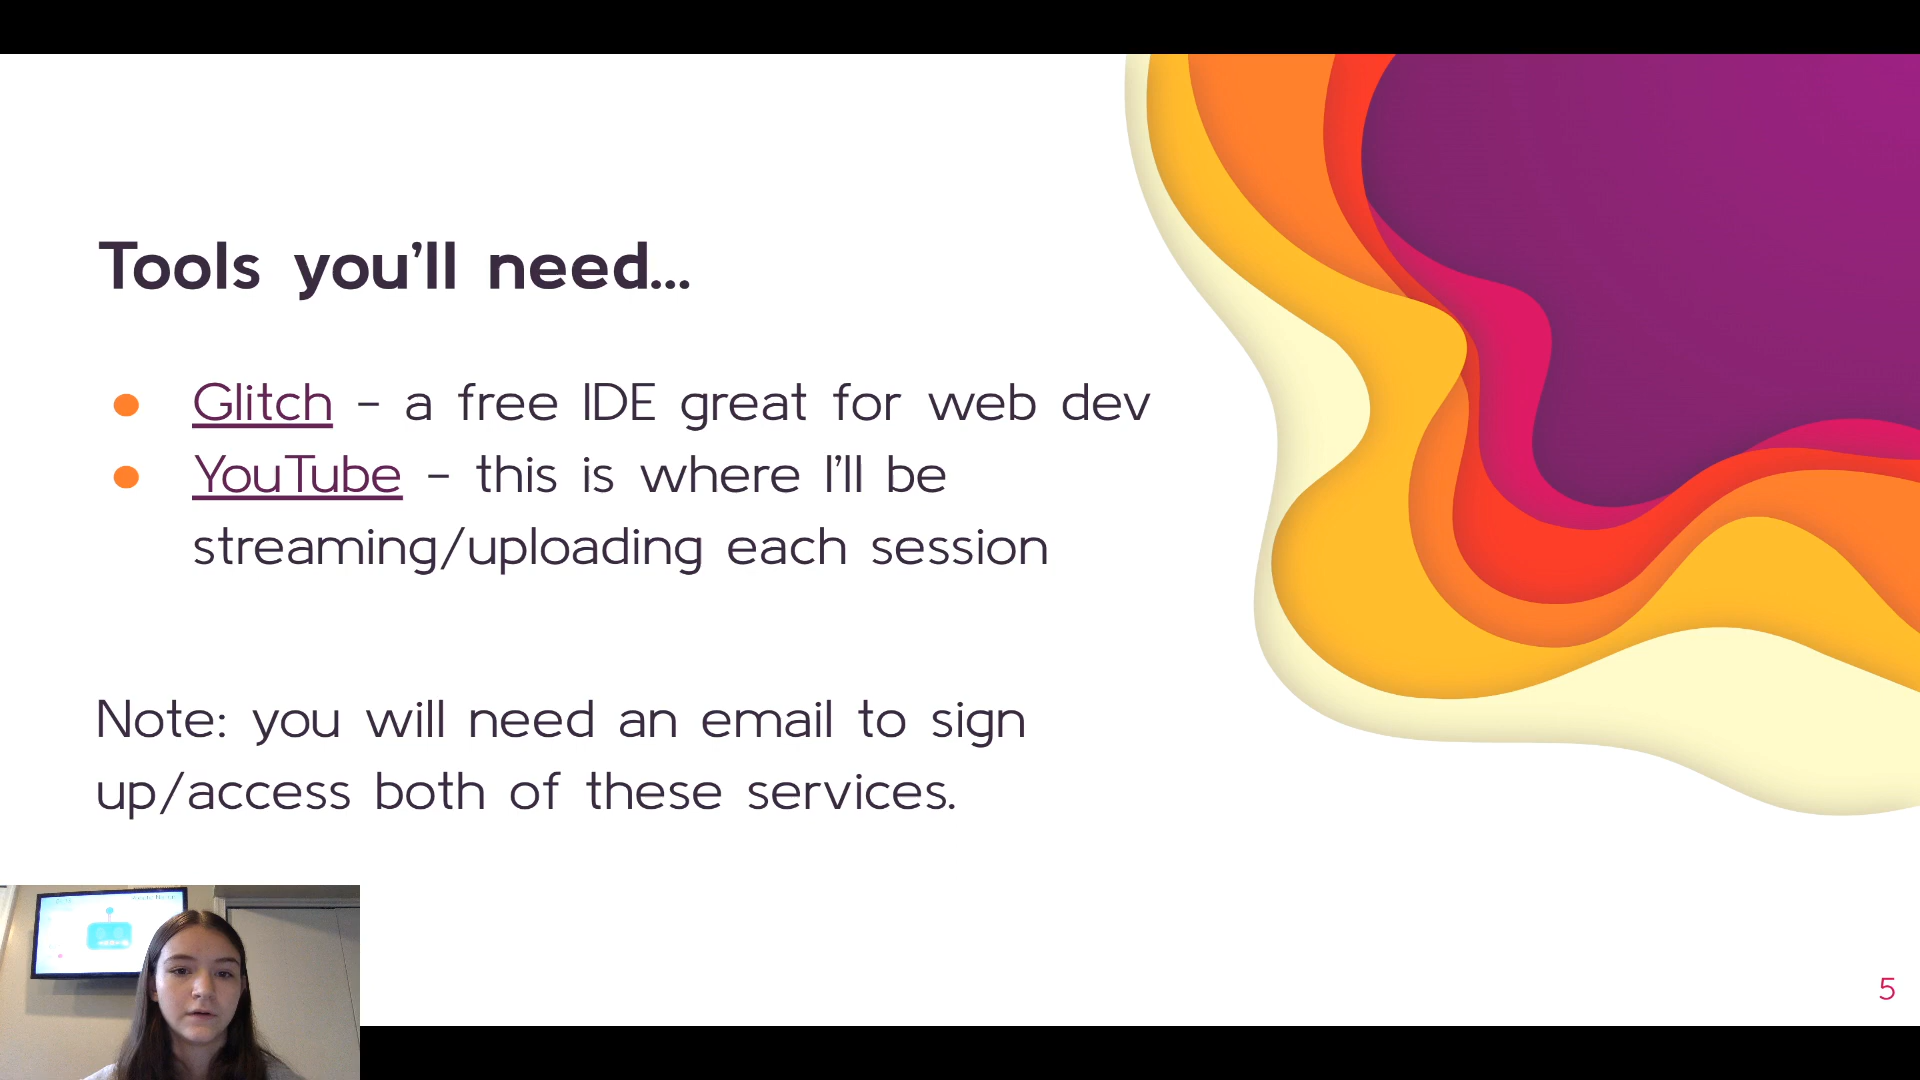 Tools you’ll need...
Glitch – a free IDE great for web dev
YouTube – this is where I’ll be
streaming/uploading each session
Note: you will need an email to sign
up/access both of these services.
5